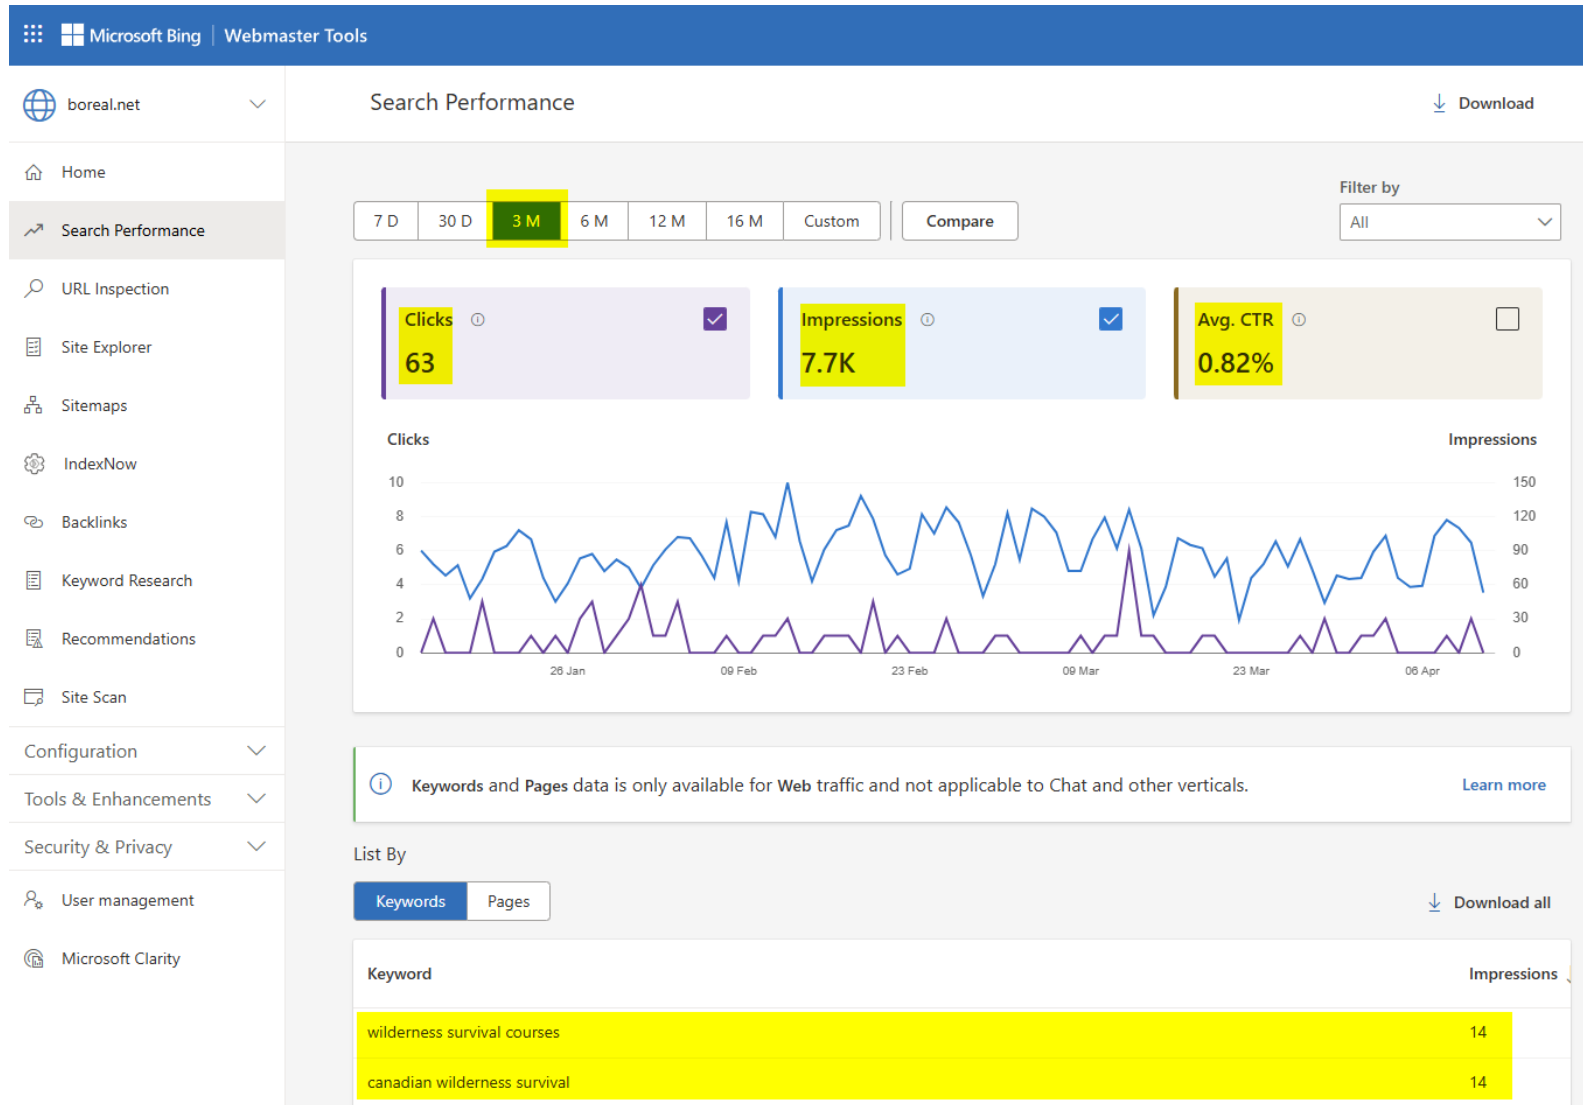 Microsoft Bing | Webmaster Tools
boreal.net
Search Performance
Download
Home
Search Performance
URL Inspection
Site Explorer
Sitemaps
IndexNow
Backlinks
Keyword Research
Recommendations
Site Scan
Configuration
Tools & Enhancements
Security & Privacy
User management
Microsoft Clarity
Filter by
7 D 30 D 3 M 6 M 12 M 16 M Custom Compare All
Clicks Impressions Avg. CTR
63 7.7K 0.82%
Clicks Impressions
10 150
8 120
6 90
4 60
2 30
0 0
26 Jan 09 Feb 23 Feb 09 Mar 23 Mar 06 Apr
Keywords and Pages data is only available for Web traffic and not applicable to Chat and other verticals. Learn more
List By
Keywords Pages Download all
Keyword Impressions
wilderness survival courses 14
canadian wilderness survival 14